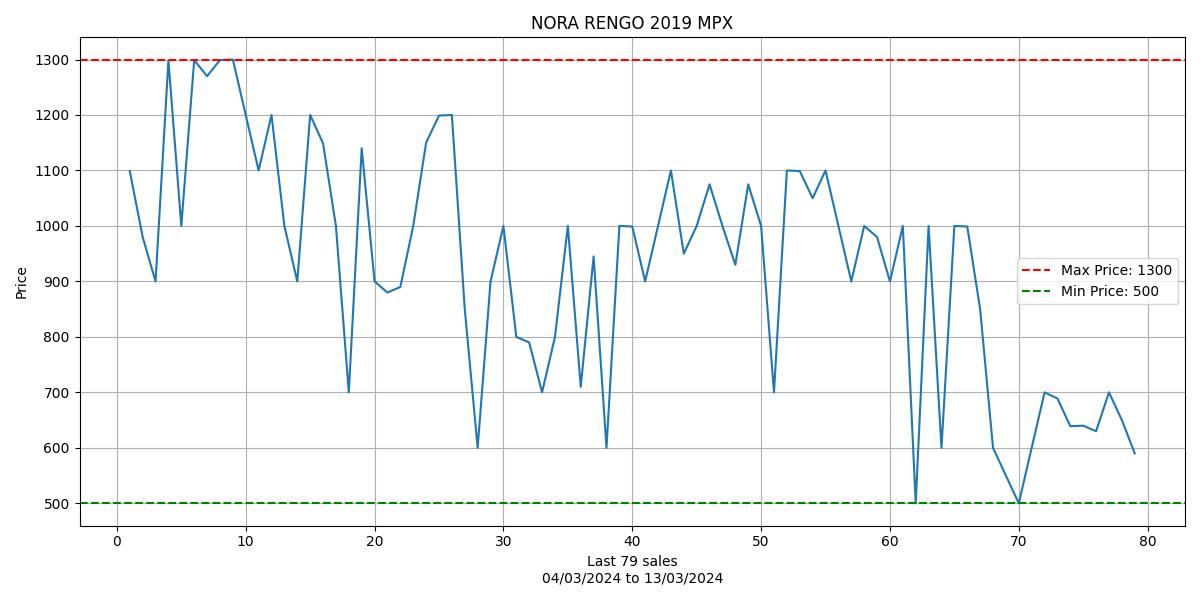 NORA RENGO 2019 MPX
Price
1300
1200
1100
1000
900
800
700
600
500
Max Price: 1300
Min Price: 500
0 10 20 30 40 50 60 70 80
Last 79 sales
04/03/2024 to 13/03/2024